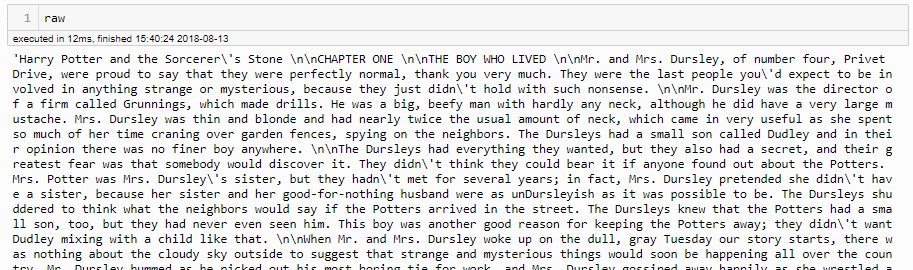 1 raw
executed in 12ms, finished 15:40:24 2018-08-13
'Harry Potter and the Sorcerer\'s Stone \n\nCHAPTER ONE \n\nTHE BOY WHO LIVED \n\nMr. and Mrs. Dursley, of number four, Privet
Drive, were proud to say that they were perfectly normal, thank you very much. They were the last people you\'d expect to be in
volved in anything strange or mysterious, because they just didn\'t hold with such nonsense. \n\nMr. Dursley was the director o
f a firm called Grunnings, which made drills. He was a big, beefy man with hardly any neck, although he did have a very large m
ustache. Mrs. Dursley was thin and blonde and had nearly twice the usual amount of neck, which came in very useful as she spent
so much of her time craning over garden fences, spying on the neighbors. The Dursleys had a small son called Dudley and in thei
r opinion there was no finer boy anywhere. \n\nThe Dursleys had everything they wanted, but they also had a secret, and their g
reatest fear was that somebody would discover it. They didn\'t think they could bear it if anyone found out about the Potters.
Mrs. Potter was Mrs. Dursley\'s sister, but they hadn\'t met for several years; in fact, Mrs. Dursley pretended she didn\'t hav
e a sister, because her sister and her good-for-nothing husband were as unDursleyish as it was possible to be. The Dursleys shu
ddered to think what the neighbors would say if the Potters arrived in the street. The Dursleys knew that the Potters had a sma
ll son, too, but they had never even seen him. This boy was another good reason for keeping the Potters away; they didn\'t want
Dudley mixing with a child like that. \n\nWhen Mr. and Mrs. Dursley woke up on the dull, gray Tuesday our story starts, there w
as nothing about the cloudy sky outside to suggest that strange and mysterious things would soon be happening all over the coun
try. Mr. Dursley hummed as he picked out his most boring tie for work, and Mrs. Dursley gossiped away happily as she wrestled a